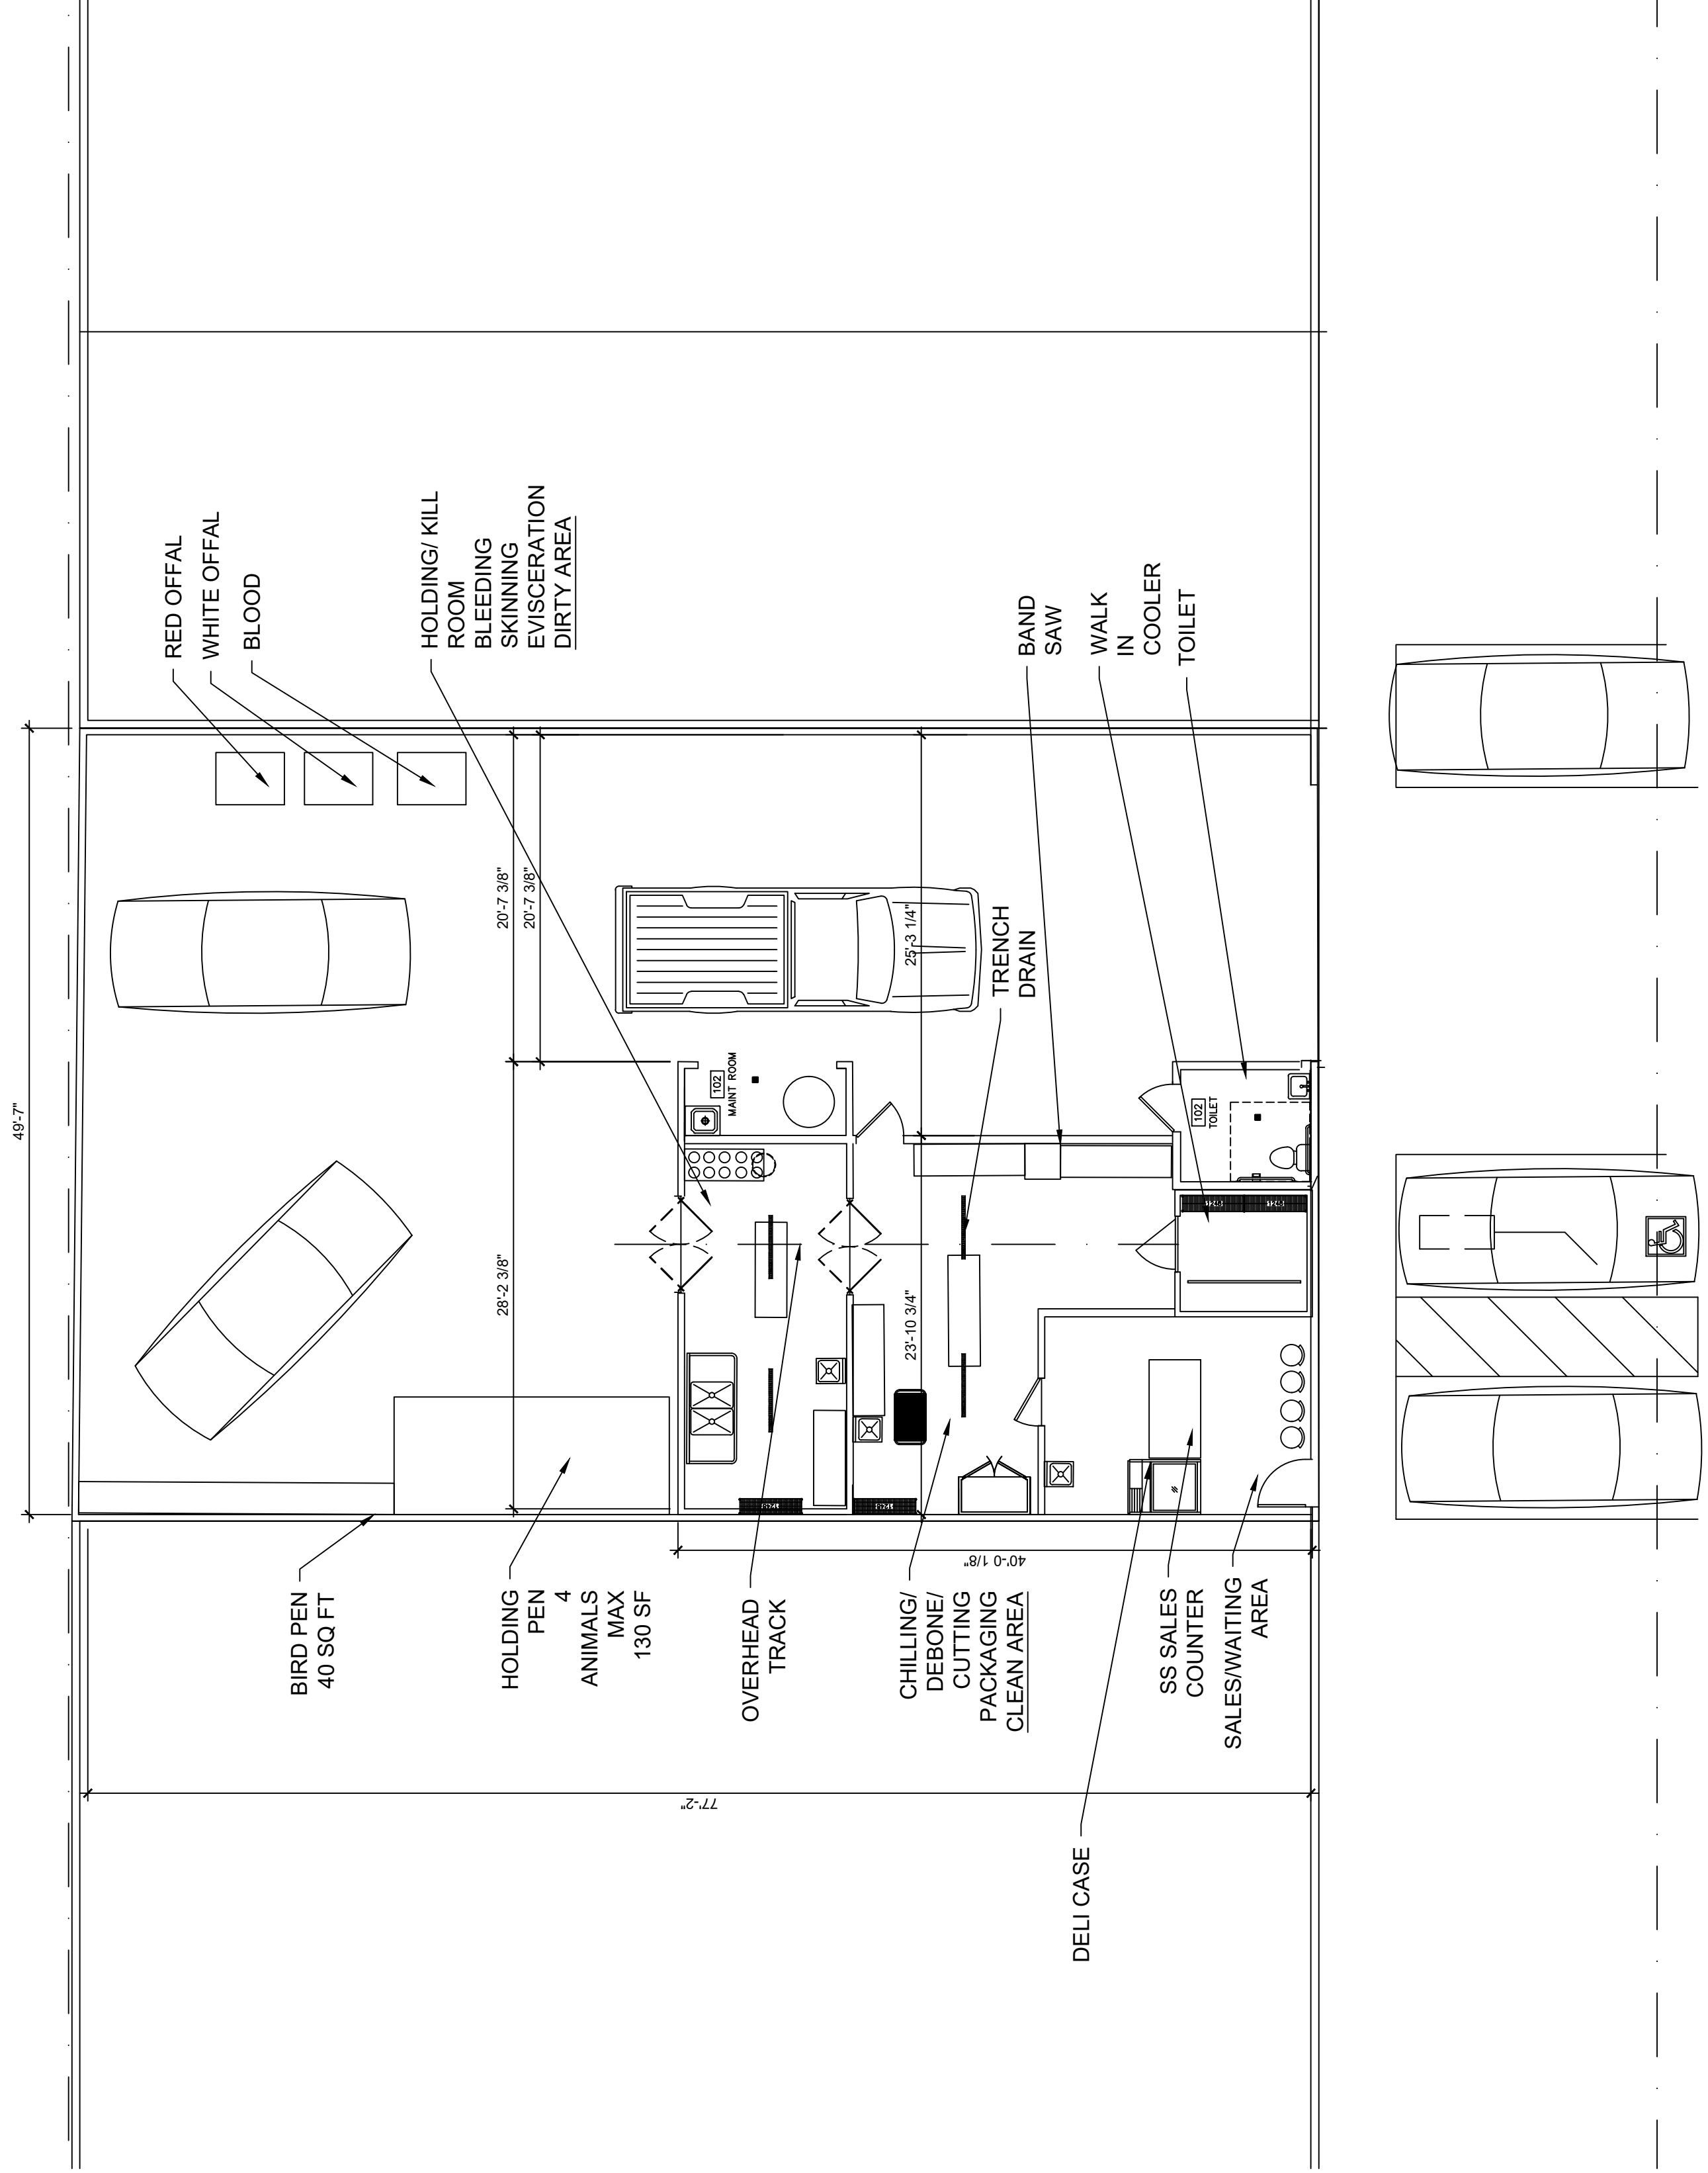 49'-7"
RED OFFAL
WHITE OFFAL
BLOOD
HOLDING/ KILL
ROOM
BLEEDING
SKINNING
EVISCERATION
DIRTY AREA
BAND
SAW
WALK
IN
COOLER
TOILET
20'-7 3/8"
20'-7 3/8"
25'-3 1/4"
TRENCH
DRAIN
102
MAINT ROOM
102
TOILET
28'-2 3/8"
23'-10 3/4"
1248
1248
1248
1248
40'-0 1/8"
BIRD PEN
40 SQ FT
HOLDING
PEN
4
ANIMALS
MAX
130 SF
OVERHEAD
TRACK
CHILLING/
DEBONE/
CUTTING
PACKAGING
CLEAN AREA
SS SALES
COUNTER
SALES/WAITING
AREA
77'-2"
DELI CASE